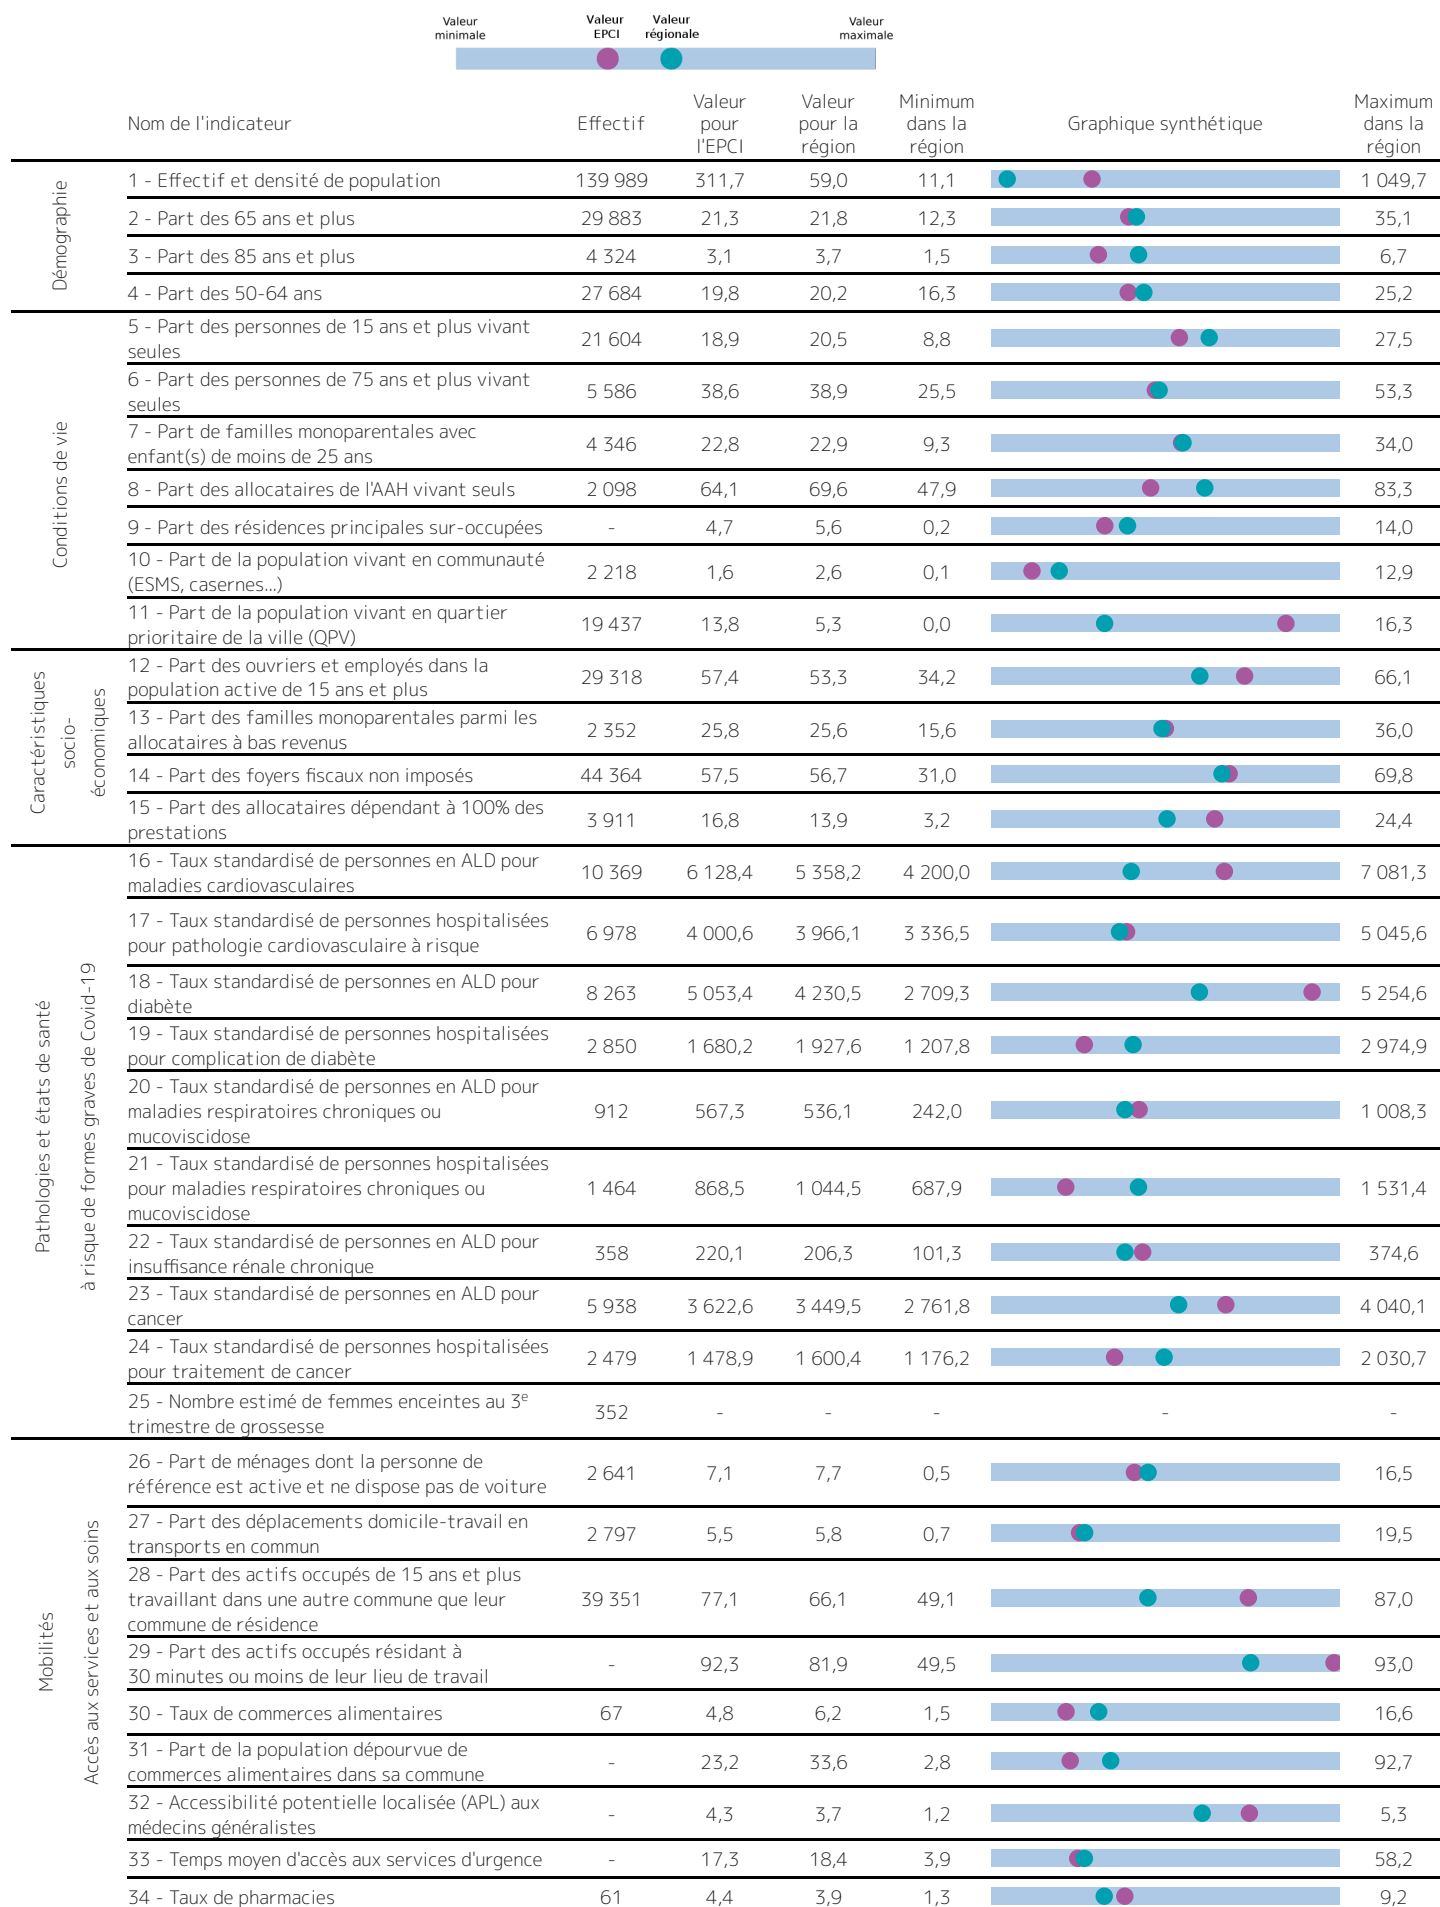 Valeur minimale
Valeur EPCI
Valeur régionale
Valeur maximale
Nom de l'indicateur
Effectif
Valeur pour l'EPCI
Valeur pour la région
Minimum dans la région
Graphique synthétique
Maximum dans la région
Démographie
1 - Effectif et densité de population 139 989 311,7 59,0 11,1 1 049,7
2 - Part des 65 ans et plus 29 883 21,3 21,8 12,3 35,1
3 - Part des 85 ans et plus 4 324 3,1 3,7 1,5 6,7
4 - Part des 50-64 ans 27 684 19,8 20,2 16,3 25,2
Conditions de vie
5 - Part des personnes de 15 ans et plus vivant
seules 21 604 18,9 20,5 8,8 27,5
6 - Part des personnes de 75 ans et plus vivant
seules 5 586 38,6 38,9 25,5 53,3
7 - Part de familles monoparentales avec
enfant(s) de moins de 25 ans 4 346 22,8 22,9 9,3 34,0
8 - Part des allocataires de l'AAH vivant seuls 2 098 64,1 69,6 47,9 83,3
9 - Part des résidences principales sur-occupées - 4,7 5,6 0,2 14,0
10 - Part de la population vivant en communauté
(ESMS, casernes...) 2 218 1,6 2,6 0,1 12,9
11 - Part de la population vivant en quartier
prioritaire de la ville (QPV) 19 437 13,8 5,3 0,0 16,3
Caractéristiques
socio-
économiques
12 - Part des ouvriers et employés dans la
population active de 15 ans et plus 29 318 57,4 53,3 34,2 66,1
13 - Part des familles monoparentales parmi les
allocataires à bas revenus 2 352 25,8 25,6 15,6 36,0
14 - Part des foyers fiscaux non imposés 44 364 57,5 56,7 31,0 69,8
15 - Part des allocataires dépendant à 100% des
prestations 3 911 16,8 13,9 3,2 24,4
Pathologies et états de santé
à risque de formes graves de Covid-19
16 - Taux standardisé de personnes en ALD pour
maladies cardiovasculaires 10 369 6 128,4 5 358,2 4 200,0 7 081,3
17 - Taux standardisé de personnes hospitalisées
pour pathologie cardiovasculaire à risque 6 978 4 000,6 3 966,1 3 336,5 5 045,6
18 - Taux standardisé de personnes en ALD pour
diabète 8 263 5 053,4 4 230,5 2 709,3 5 254,6
19 - Taux standardisé de personnes hospitalisées
pour complication de diabète 2 850 1 680,2 1 927,6 1 207,8 2 974,9
20 - Taux standardisé de personnes en ALD pour
maladies respiratoires chroniques ou
mucoviscidose 912 567,3 536,1 242,0 1 008,3
21 - Taux standardisé de personnes hospitalisées
pour maladies respiratoires chroniques ou
mucoviscidose 1 464 868,5 1 044,5 687,9 1 531,4
22 - Taux standardisé de personnes en ALD pour
insuffisance rénale chronique 358 220,1 206,3 101,3 374,6
23 - Taux standardisé de personnes en ALD pour
cancer 5 938 3 622,6 3 449,5 2 761,8 4 040,1
24 - Taux standardisé de personnes hospitalisées
pour traitement de cancer 2 479 1 478,9 1 600,4 1 176,2 2 030,7
25 - Nombre estimé de femmes enceintes au 3e
trimestre de grossesse 352 - - - - -
Mobilités
Accès aux services et aux soins
26 - Part de ménages dont la personne de
référence est active et ne dispose pas de voiture 2 641 7,1 7,7 0,5 16,5
27 - Part des déplacements domicile-travail en
transports en commun 2 797 5,5 5,8 0,7 19,5
28 - Part des actifs occupés de 15 ans et plus
travaillant dans une autre commune que leur
commune de résidence 39 351 77,1 66,1 49,1 87,0
29 - Part des actifs occupés résidant à
30 minutes ou moins de leur lieu de travail - 92,3 81,9 49,5 93,0
30 - Taux de commerces alimentaires 67 4,8 6,2 1,5 16,6
31 - Part de la population dépourvue de
commerces alimentaires dans sa commune - 23,2 33,6 2,8 92,7
32 - Accessibilité potentielle localisée (APL) aux
médecins généralistes - 4,3 3,7 1,2 5,3
33 - Temps moyen d'accès aux services d'urgence - 17,3 18,4 3,9 58,2
34 - Taux de pharmacies 61 4,4 3,9 1,3 9,2